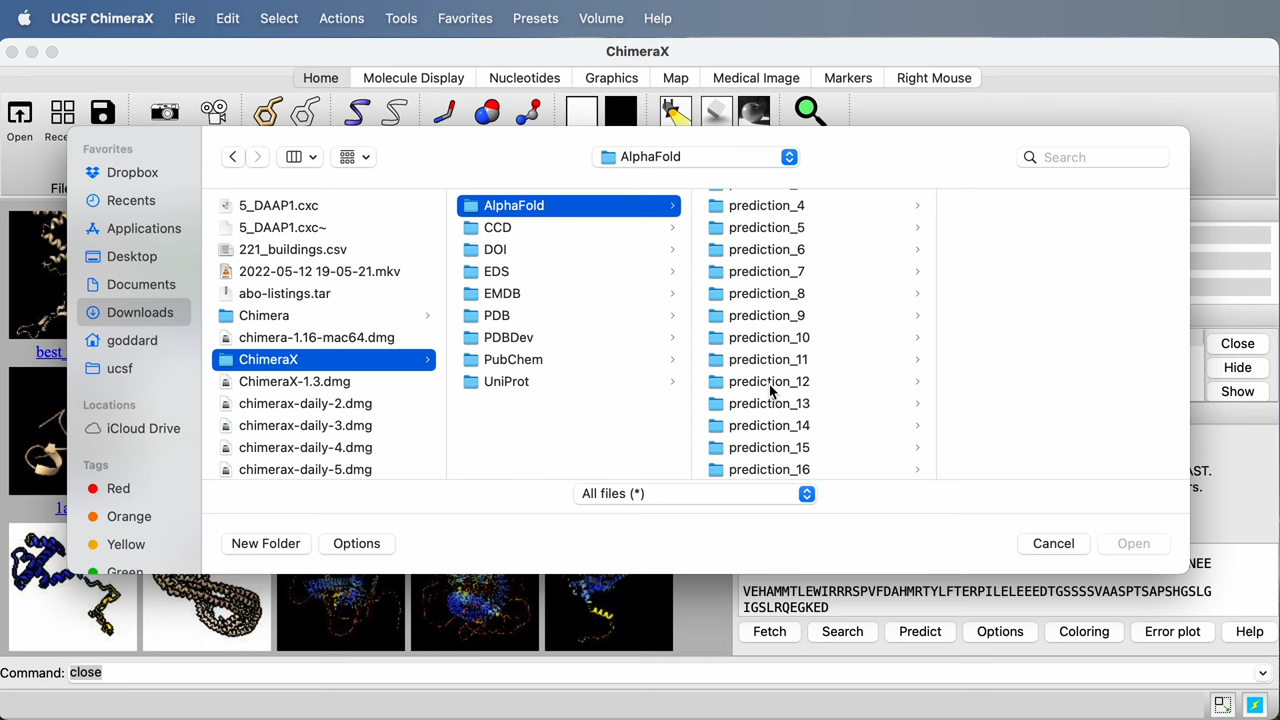 UCSF ChimeraX File Edit Select Actions Tools Favorites Presets Volume Help
ChimeraX
Home Molecule Display Nucleotides Graphics Map Medical Image Markers Right Mouse
Open
Favorites
AlphaFold
Search
Dropbox
Recents
Applications
Desktop
Documents
Downloads
goddard
ucsf
Locations
iCloud Drive
Tags
Red
Orange
Yellow
Green
5_DAAP1.cxc
5_DAAP1.cxc~
221_buildings.csv
2022-05-12 19-05-21.mkv
abo-listings.tar
Chimera
chimera-1.16-mac64.dmg
ChimeraX
ChimeraX-1.3.dmg
chimerax-daily-2.dmg
chimerax-daily-3.dmg
chimerax-daily-4.dmg
chimerax-daily-5.dmg
AlphaFold
CCD
DOI
EDS
EMDB
PDB
PDBDev
PubChem
UniProt
prediction_4
prediction_5
prediction_6
prediction_7
prediction_8
prediction_9
prediction_10
prediction_11
prediction_12
prediction_13
prediction_14
prediction_15
prediction_16
All files (*)
New Folder Options Cancel Open
best_
Close
Hide
Show
AST.
rs.
NEE
VEHAMMTLEWIRRRSPVFDAHMRTYLFTERPILELEEEDTGSSSSVAASPTSAPSHGSLG
IGSLRQEGKED
Fetch Search Predict Options Coloring Error plot Help
Command: close